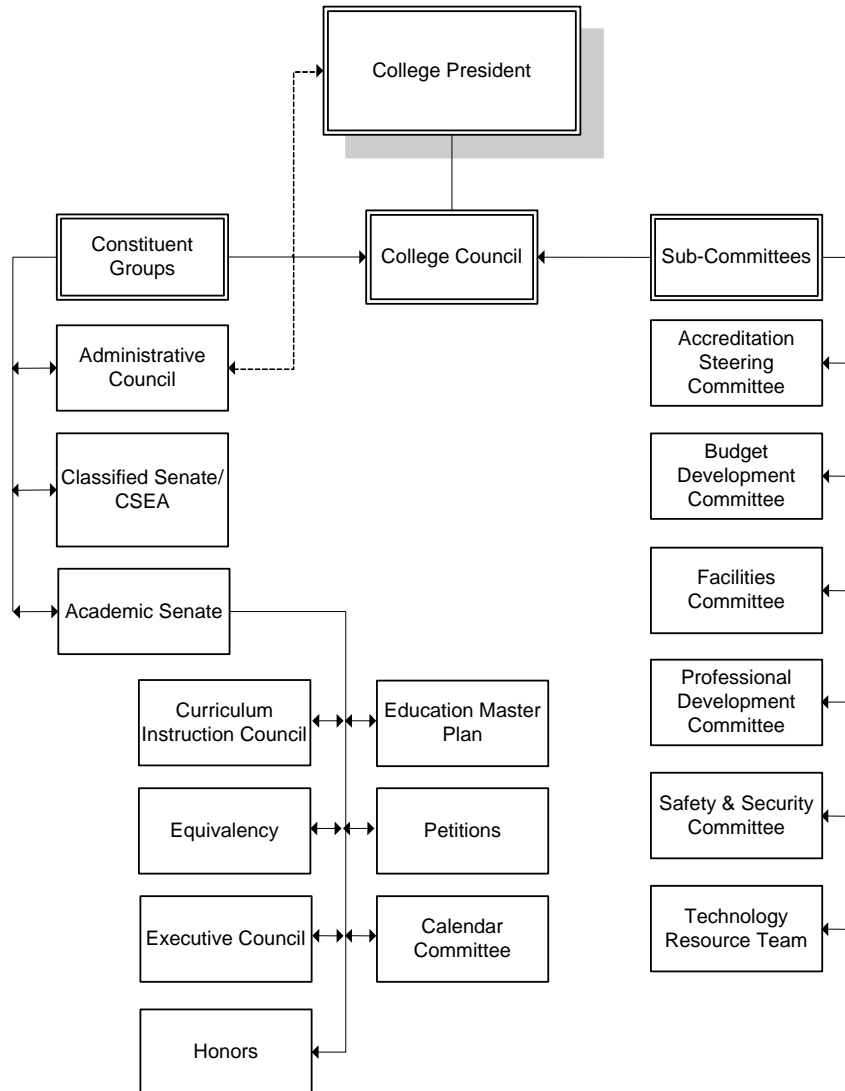 College President
Constituent
Groups
College Council
Sub-Committees
Administrative
Council
Accreditation
Steering
Committee
Classified Senate/
CSEA
Budget
Development
Committee
Academic Senate
Facilities
Committee
Curriculum
Instruction Council
Education Master
Plan
Professional
Development
Committee
Equivalency
Petitions
Safety & Security
Committee
Executive Council
Calendar
Committee
Technology
Resource Team
Honors